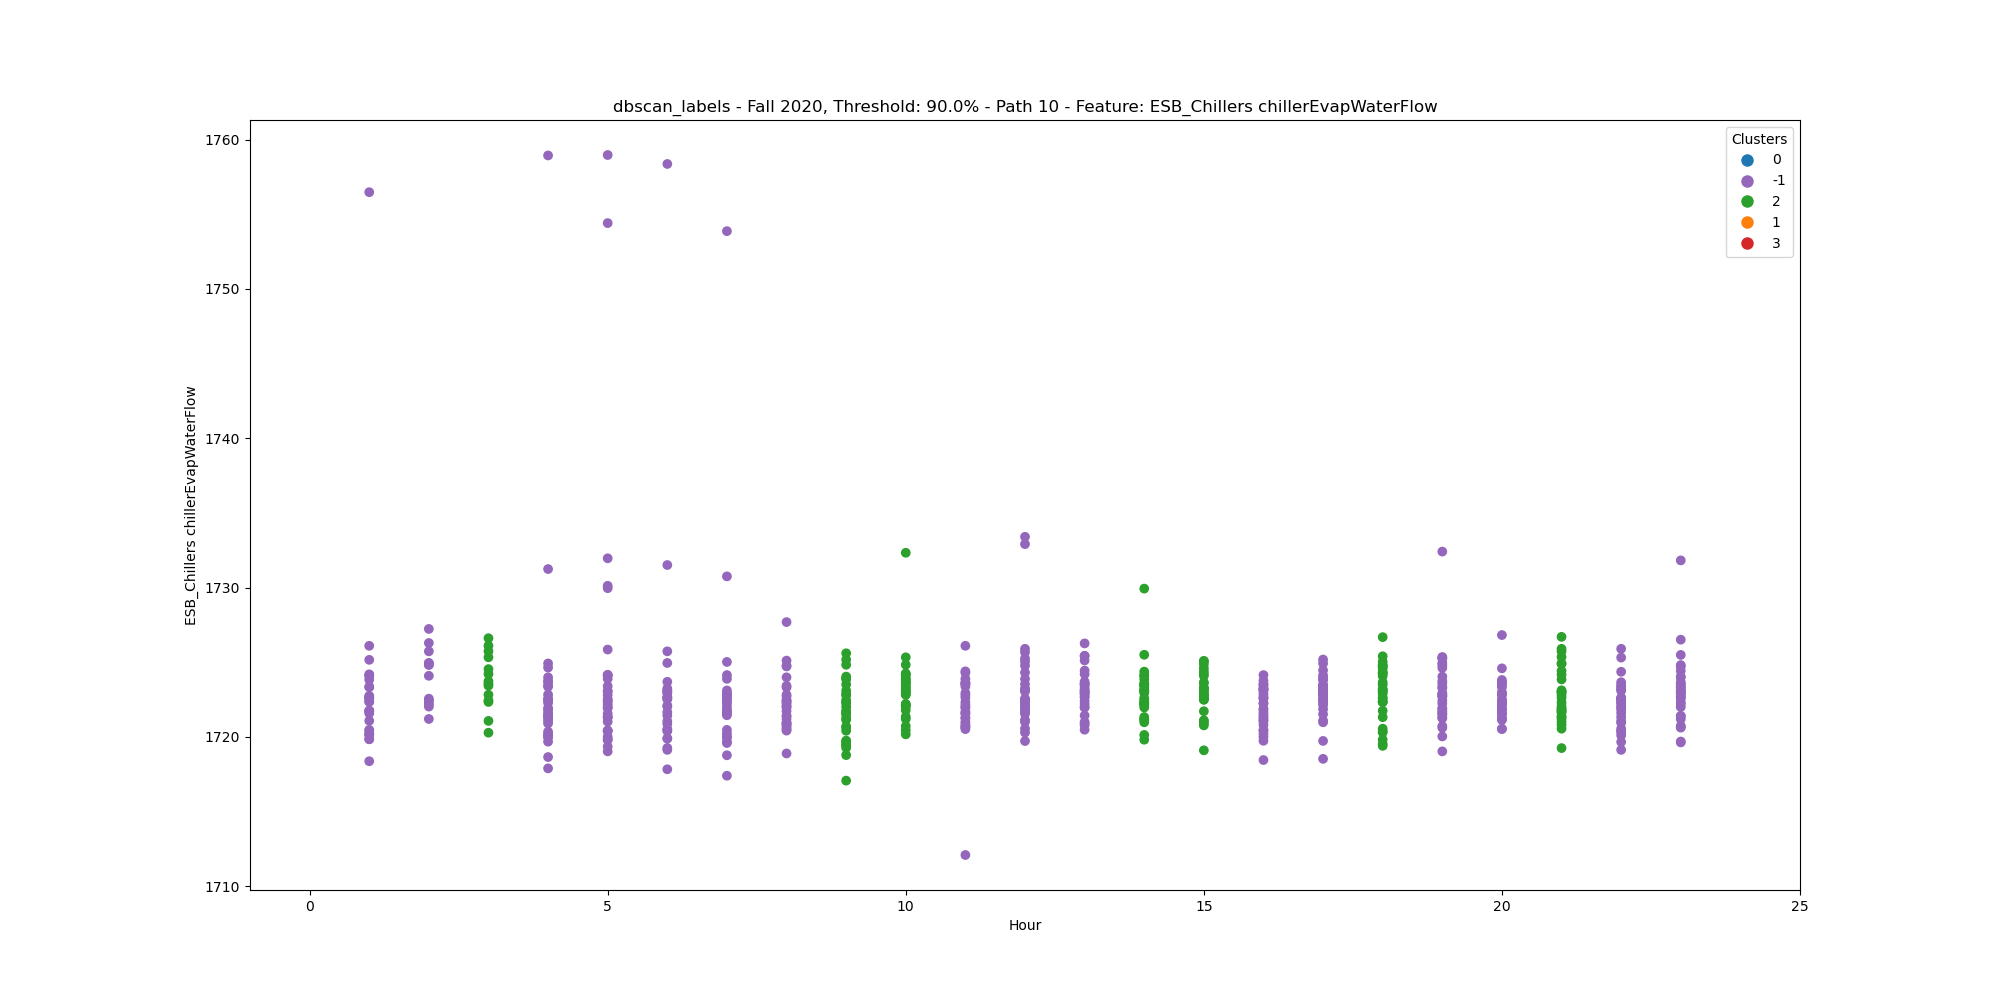 dbscan_labels - Fall 2020, Threshold: 90.0% - Path 10 - Feature: ESB_Chillers chillerEvapWaterFlow
Clusters
0
-1
2
1
3
ESB_Chillers chillerEvapWaterFlow
1760
1750
1740
1730
1720
1710
0 5 10 15 20 25
Hour